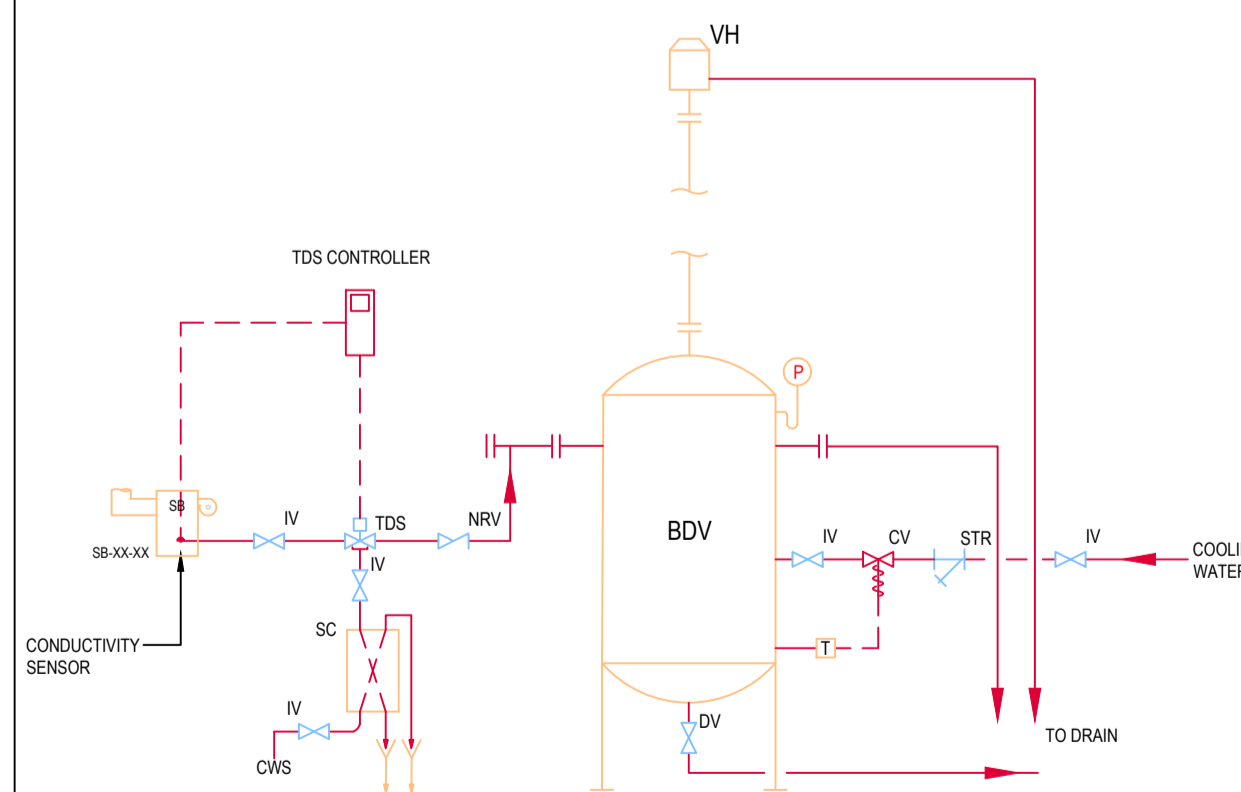 VH
TDS CONTROLLER
P
SB
IV
TDS
NRV
BDV
IV
CV
STR
IV
SB-XX-XX
IV
COOLI
WATER
SC
CONDUCTIVITY
SENSOR
T
IV
DV
TO DRAIN
CWS